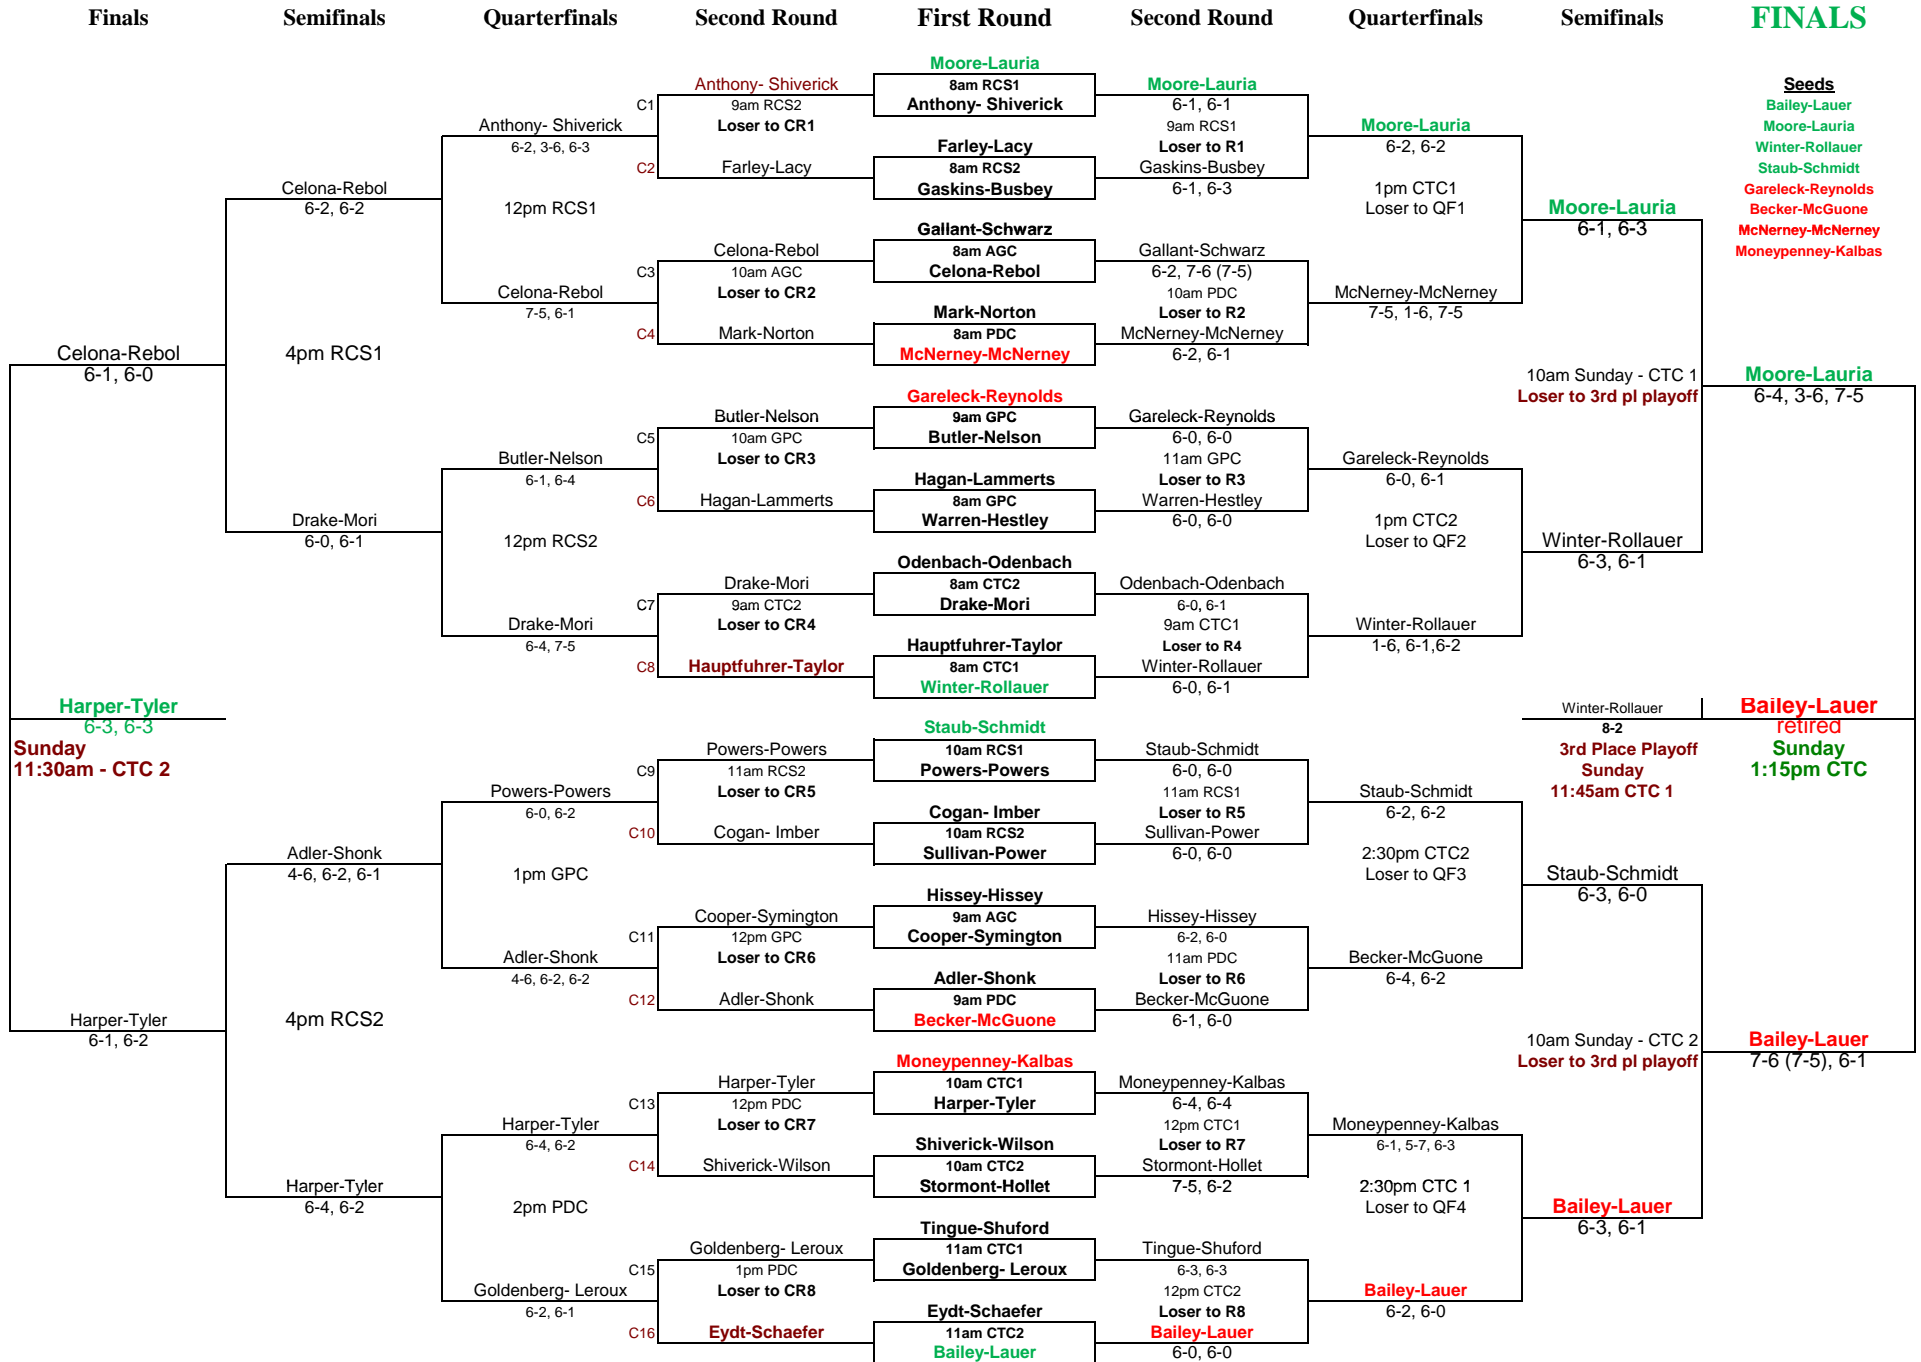 Finals Semifinals Quarterfinals Second Round First Round Second Round Quarterfinals Semifinals FINALS
Moore-Lauria
Anthony- Shiverick 8am RCS1 Moore-Lauria Seeds
C1 9am RCS2 Anthony- Shiverick 6-1, 6-1 Bailey-Lauer
Anthony- Shiverick Loser to CR1 9am RCS1 Moore-Lauria Moore-Lauria
6-2, 3-6, 6-3 Farley-Lacy Loser to R1 6-2, 6-2 Winter-Rollauer
C2 Farley-Lacy 8am RCS2 Gaskins-Busbey Staub-Schmidt
Celona-Rebol Gaskins-Busbey 6-1, 6-3 1pm CTC1 Gareleck-Reynolds
6-2, 6-2 12pm RCS1 Loser to QF1 Moore-Lauria Becker-McGuone
Gallant-Schwarz 6-1, 6-3 McNerney-McNerney
Celona-Rebol 8am AGC Gallant-Schwarz Moneypenney-Kalbas
C3 10am AGC Celona-Rebol 6-2, 7-6 (7-5)
Celona-Rebol Loser to CR2 10am PDC McNerney-McNerney
7-5, 6-1 Mark-Norton Loser to R2 7-5, 1-6, 7-5
C4 Mark-Norton 8am PDC McNerney-McNerney
Celona-Rebol 4pm RCS1 McNerney-McNerney 6-2, 6-1
6-1, 6-0 10am Sunday - CTC 1 Moore-Lauria
Gareleck-Reynolds Loser to 3rd pl playoff 6-4, 3-6, 7-5
Butler-Nelson 9am GPC Gareleck-Reynolds
C5 10am GPC Butler-Nelson 6-0, 6-0
Butler-Nelson Loser to CR3 11am GPC Gareleck-Reynolds
6-1, 6-4 Hagan-Lammerts Loser to R3 6-0, 6-1
C6 Hagan-Lammerts 8am GPC Warren-Hestley
Drake-Mori Warren-Hestley 6-0, 6-0 1pm CTC2
6-0, 6-1 12pm RCS2 Loser to QF2 Winter-Rollauer
Odenbach-Odenbach 6-3, 6-1
Drake-Mori 8am CTC2 Odenbach-Odenbach
C7 9am CTC2 Drake-Mori 6-0, 6-1
Drake-Mori Loser to CR4 9am CTC1 Winter-Rollauer
6-4, 7-5 Hauptfuhrer-Taylor Loser to R4 1-6, 6-1,6-2
C8 Hauptfuhrer-Taylor 8am CTC1 Winter-Rollauer
Winter-Rollauer 6-0, 6-1
Harper-Tyler Winter-Rollauer Bailey-Lauer
6-3, 6-3 Staub-Schmidt 8-2 retired
Sunday Powers-Powers 10am RCS1 Staub-Schmidt 3rd Place Playoff Sunday
11:30am - CTC 2 C9 11am RCS2 Powers-Powers 6-0, 6-0 Sunday 1:15pm CTC
Powers-Powers Loser to CR5 11am RCS1 Staub-Schmidt 11:45am CTC 1
6-0, 6-2 Cogan- Imber Loser to R5 6-2, 6-2
C10 Cogan- Imber 10am RCS2 Sullivan-Power
Adler-Shonk Sullivan-Power 6-0, 6-0 2:30pm CTC2
4-6, 6-2, 6-1 1pm GPC Loser to QF3 Staub-Schmidt
Hissey-Hissey 6-3, 6-0
Cooper-Symington 9am AGC Hissey-Hissey
C11 12pm GPC Cooper-Symington 6-2, 6-0
Adler-Shonk Loser to CR6 11am PDC Becker-McGuone
4-6, 6-2, 6-2 Adler-Shonk Loser to R6 6-4, 6-2
C12 Adler-Shonk 9am PDC Becker-McGuone
Harper-Tyler 4pm RCS2 Becker-McGuone 6-1, 6-0
6-1, 6-2 10am Sunday - CTC 2 Bailey-Lauer
Moneypenney-Kalbas Loser to 3rd pl playoff 7-6 (7-5), 6-1
Harper-Tyler 10am CTC1 Moneypenney-Kalbas
C13 12pm PDC Harper-Tyler 6-4, 6-4
Harper-Tyler Loser to CR7 12pm CTC1 Moneypenney-Kalbas
6-4, 6-2 Shiverick-Wilson Loser to R7 6-1, 5-7, 6-3
C14 Shiverick-Wilson 10am CTC2 Stormont-Hollet
Harper-Tyler Stormont-Hollet 7-5, 6-2 2:30pm CTC 1
6-4, 6-2 2pm PDC Loser to QF4 Bailey-Lauer
Tingue-Shuford 6-3, 6-1
Goldenberg- Leroux 11am CTC1 Tingue-Shuford
C15 1pm PDC Goldenberg- Leroux 6-3, 6-3
Goldenberg- Leroux Loser to CR8 12pm CTC2 Bailey-Lauer
6-2, 6-1 Eydt-Schaefer Loser to R8 6-2, 6-0
C16 Eydt-Schaefer 11am CTC2 Bailey-Lauer
Bailey-Lauer 6-0, 6-0